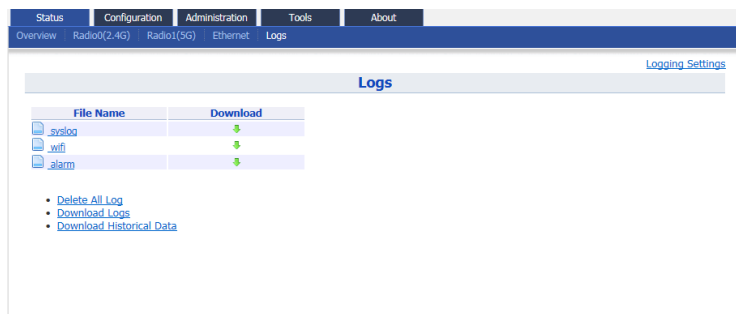 Status Configuration Administration Tools About
Overview Radio0(2.4G) Radio1(5G) Ethernet Logs
Logging Settings
Logs
File Name Download
syslog
wifi
alarm
Delete All Log
Download Logs
Download Historical Data